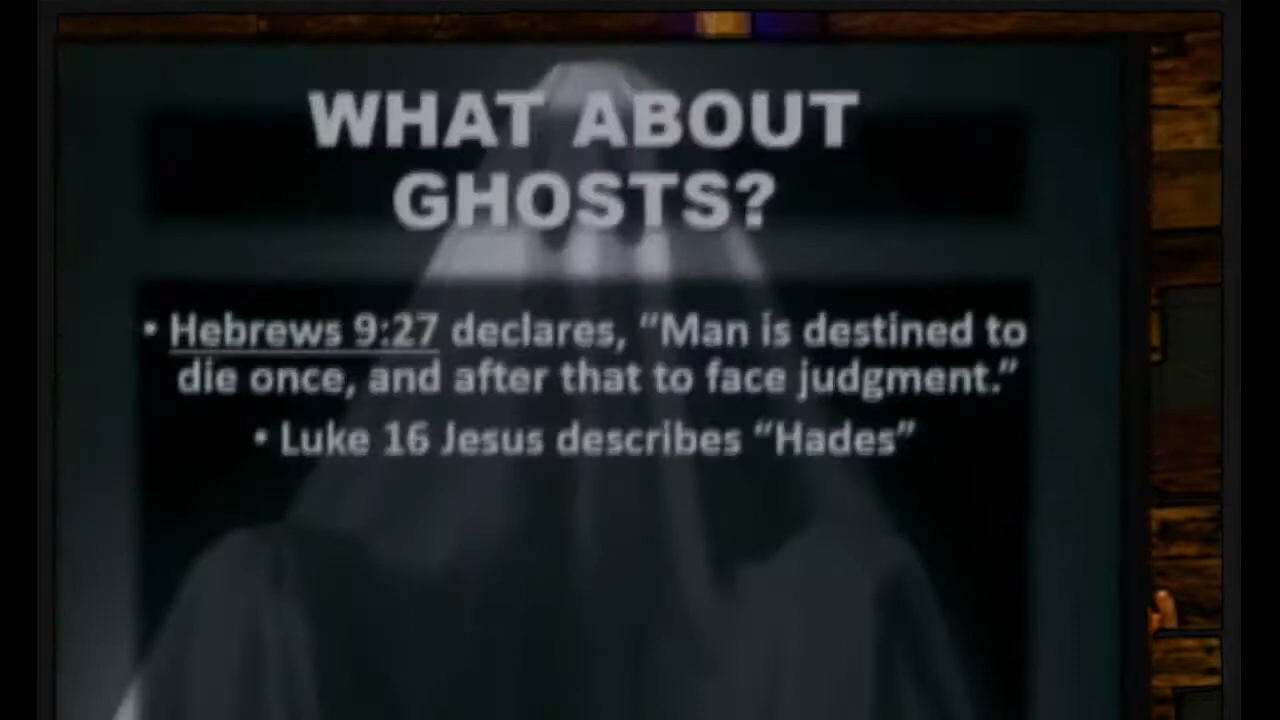 WHAT ABOUT
GHOSTS?
• Hebrews 9:27 declares, “Man is destined to
die once, and after that to face judgment.”
• Luke 16 Jesus describes “Hades”